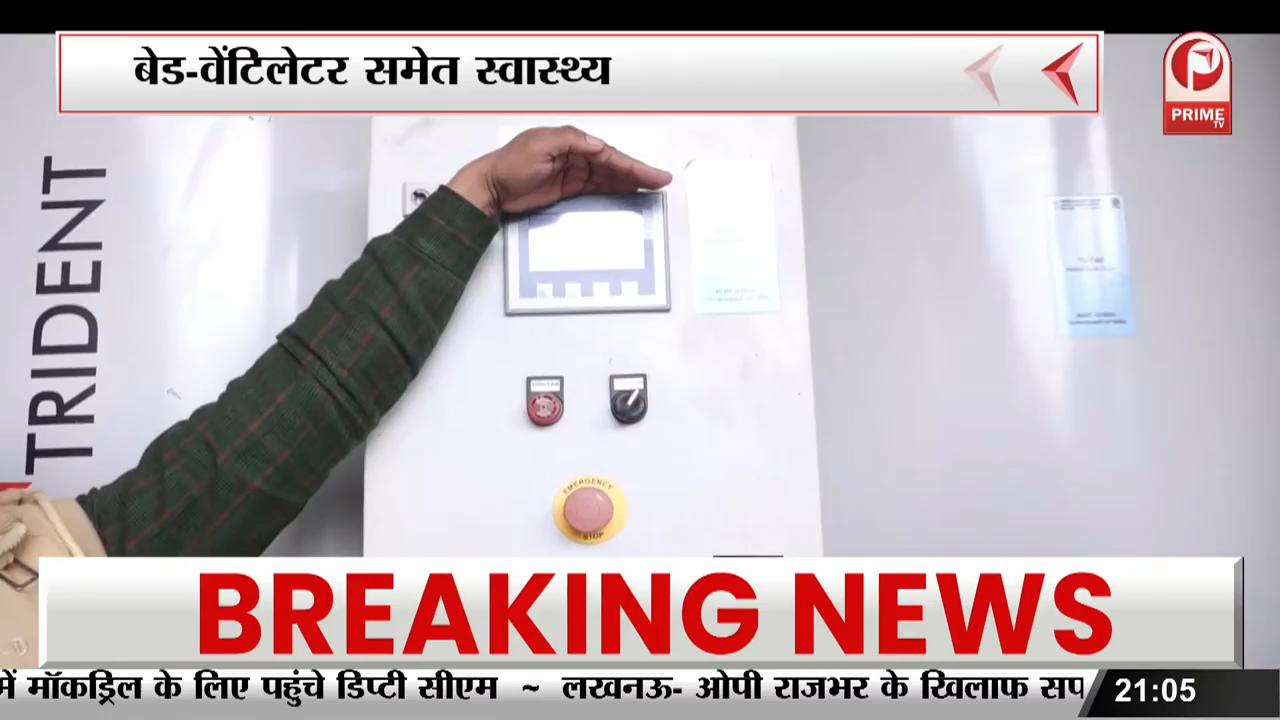 बेड-वेंटिलेटर समेत स्वास्थ्य
PRIME
TV
TRIDENT
EMERGENCY
STOP
BREAKING NEWS
में मॉकड्रिल के लिए पहुंचे डिप्टी सीएम ~ लखनऊ- ओपी राजभर के खिलाफ सप
21:05